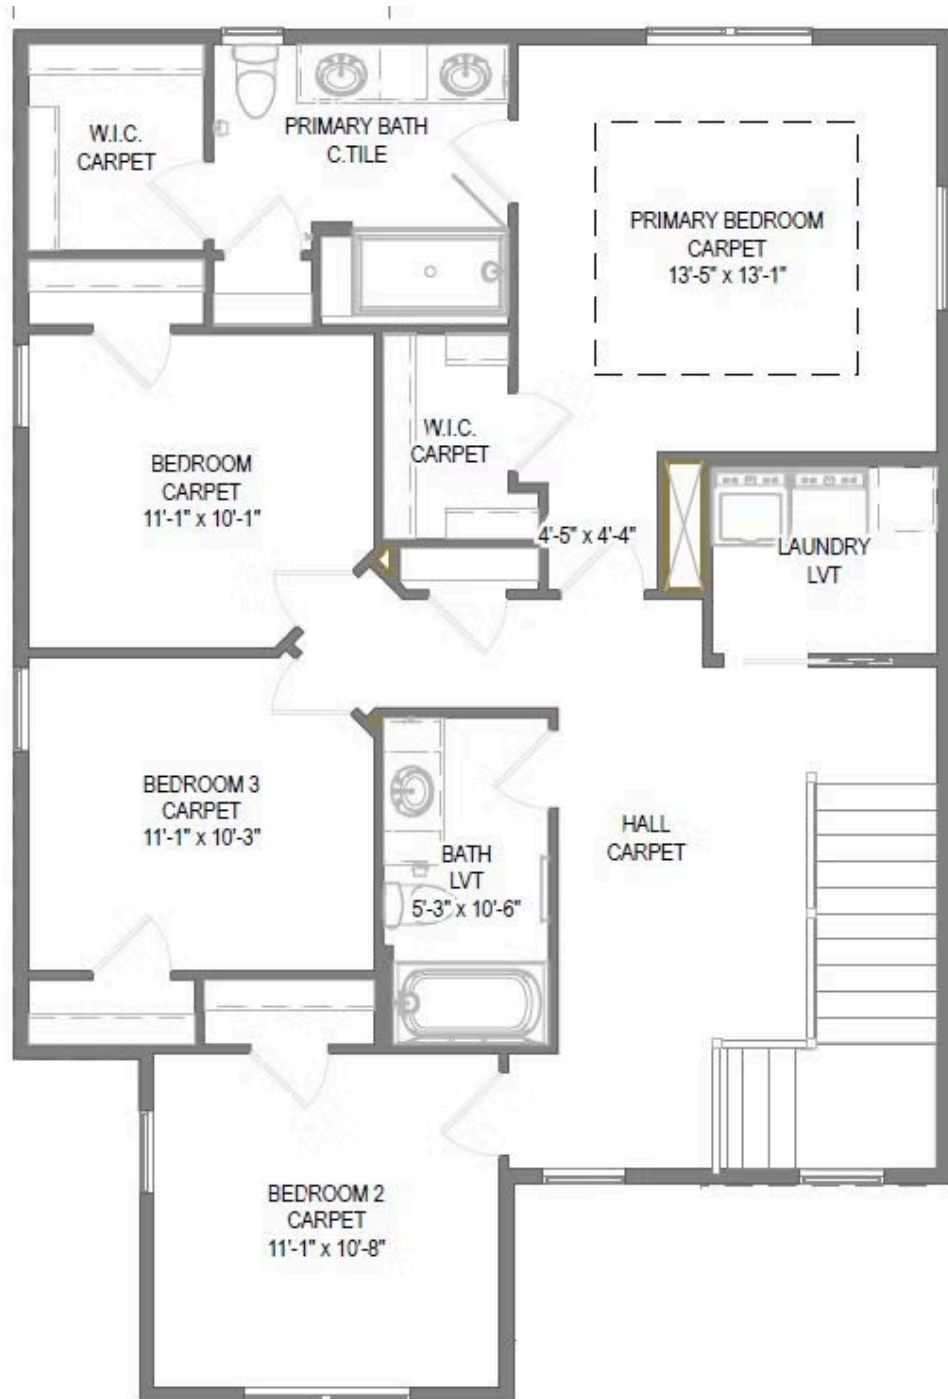 W.I.C.
CARPET
PRIMARY BATH
C.TILE
PRIMARY BEDROOM
CARPET
13'-5" x 13'-1"
W.I.C.
CARPET
BEDROOM
CARPET
11'-1" x 10'-1"
4'-5" x 4'-4"
LAUNDRY
LVT
BEDROOM 3
CARPET
11'-1" x 10'-3"
BATH
LVT
5'-3" x 10'-6"
HALL
CARPET
BEDROOM 2
CARPET
11'-1" x 10'-8"